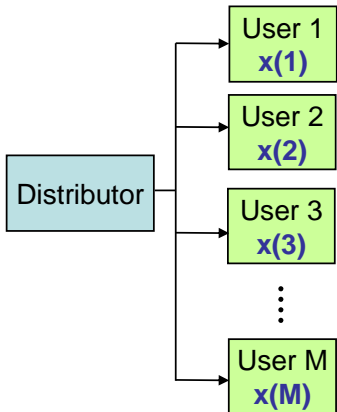 User 1
x(1)
User 2
x(2)
Distributor
User 3
x(3)
User M
x(M)